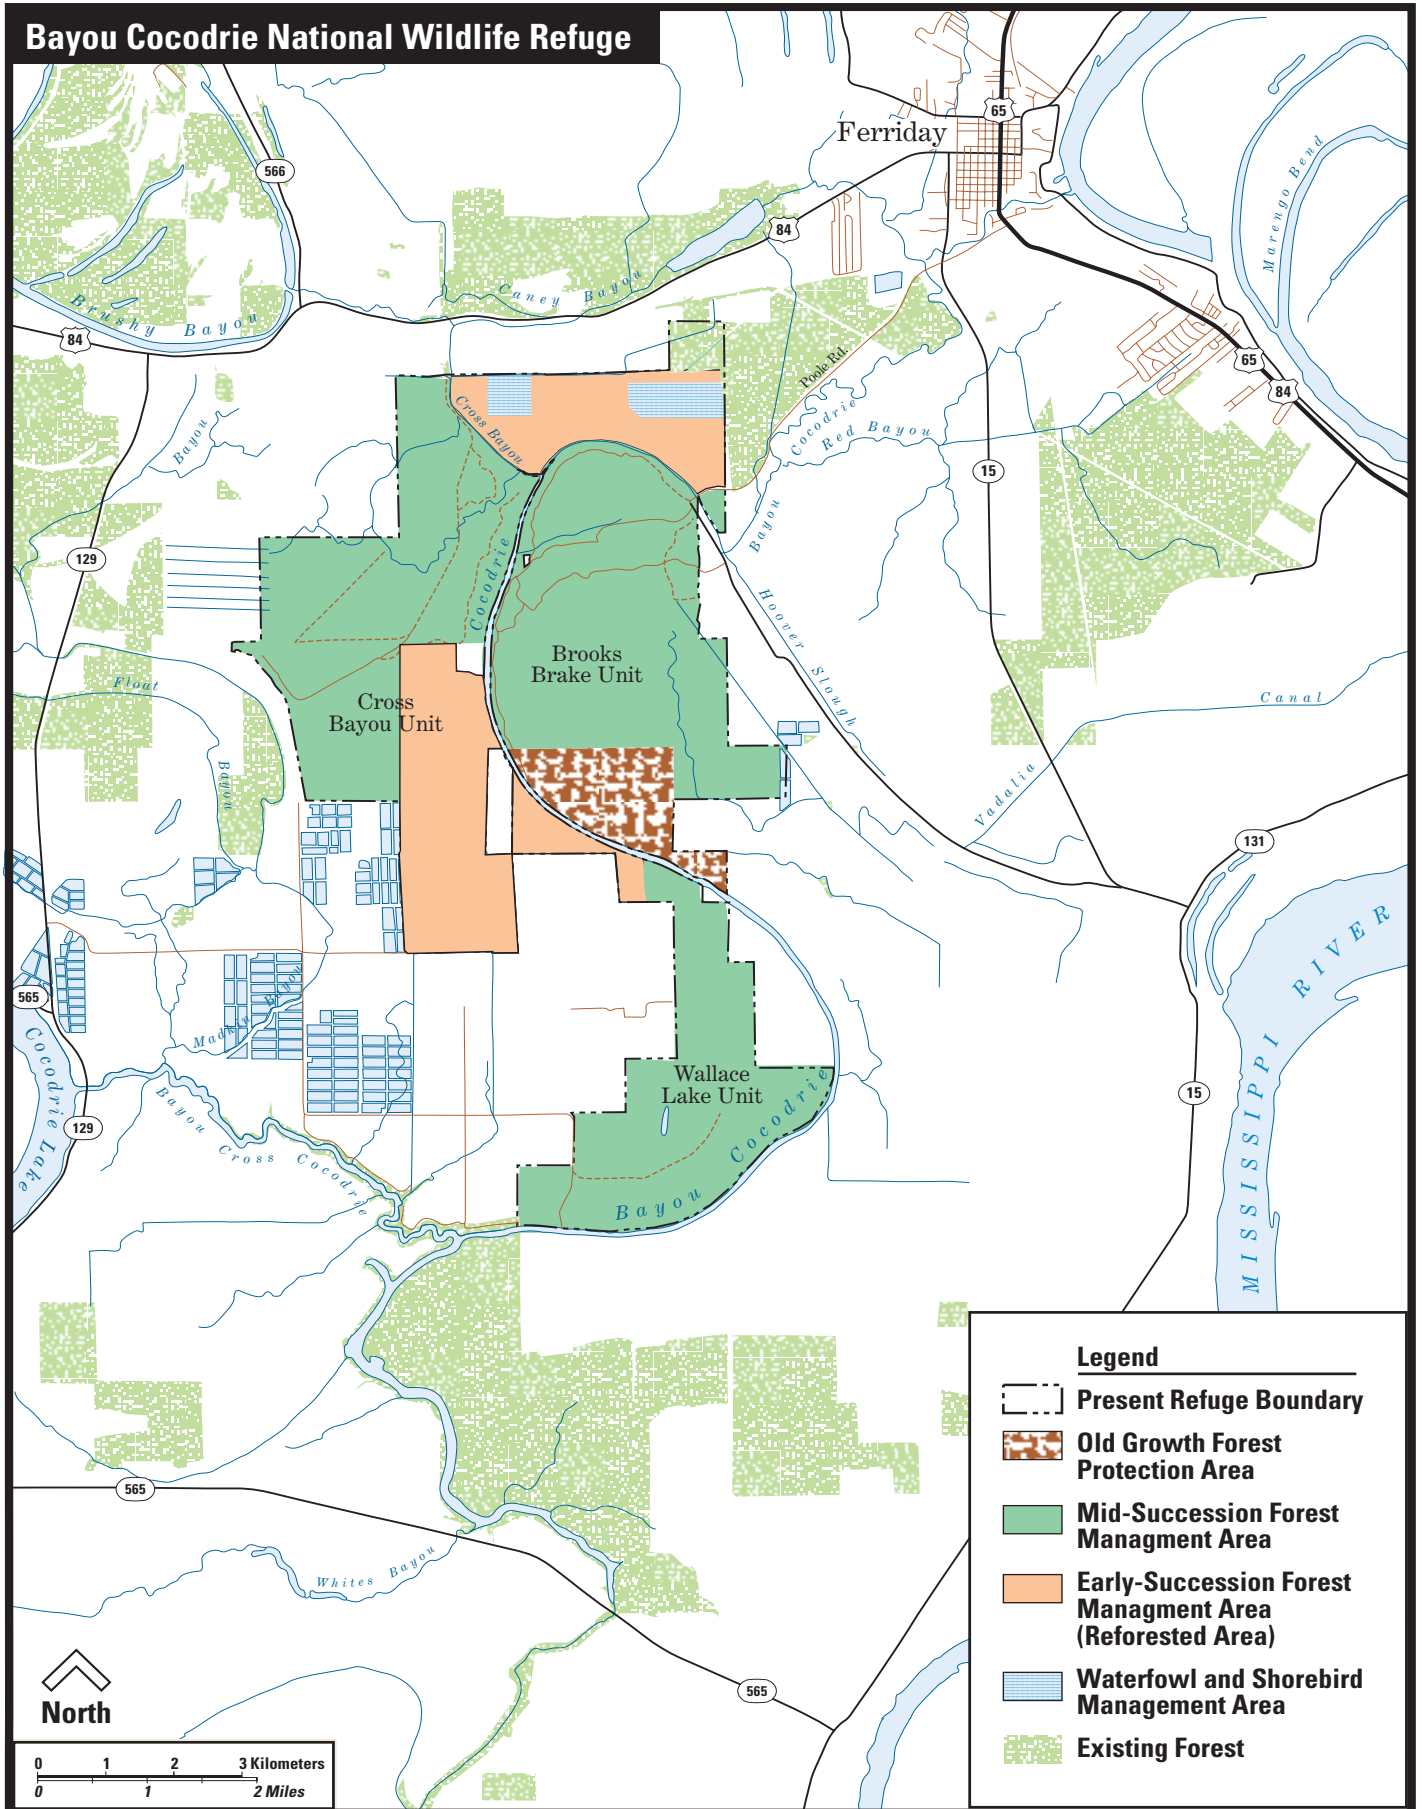 Bayou Cocodrie National Wildlife Refuge
Ferriday
65
566
84
Marengo Bend
Caney Bayou
Brushy Bayou
84
65
84
Poole Rd.
Cross Bayou
Bayou Cocodrie
Red Bayou
Bayou
15
129
Cocodrie
Hoover Slough
Brooks
Brake Unit
Float
Bayou
Cross
Bayou Unit
Canal
Vadalia
131
MISSISSIPPI RIVER
565
Madkin Bayou
Cocodrie Lake
129
Bayou Cross Cocodrie
Wallace
Lake Unit
Bayou Cocodrie
15
Legend
Present Refuge Boundary
Old Growth Forest
Protection Area
Mid-Succession Forest
Managment Area
Early-Succession Forest
Managment Area
(Reforested Area)
Waterfowl and Shorebird
Management Area
Existing Forest
565
Whites Bayou
565
North
0 1 2 3 Kilometers
0 1 2 Miles